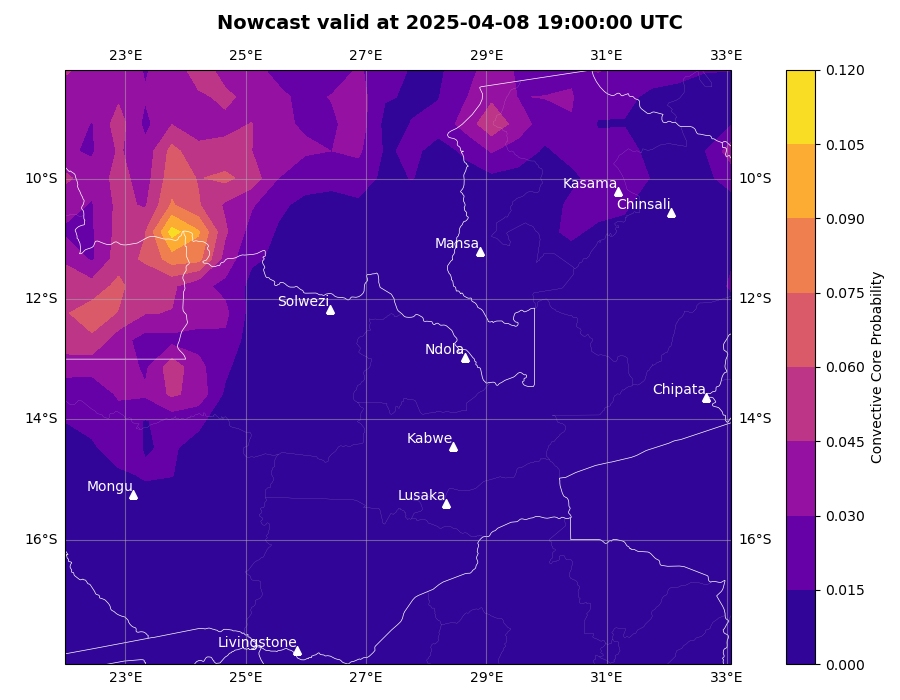 Nowcast valid at 2025-04-08 19:00:00 UTC
23°E 25°E 27°E 29°E 31°E 33°E
0.120
0.105
10°S 10°S
Kasama
Chinsali
0.090
Mansa
12°S 12°S
Solwezi
0.075
Ndola
0.060
Chipata
14°S 14°S
Kabwe
0.045
Mongu
Lusaka
0.030
16°S 16°S
0.015
Livingstone
0.000
23°E 25°E 27°E 29°E 31°E 33°E
Convective Core Probability